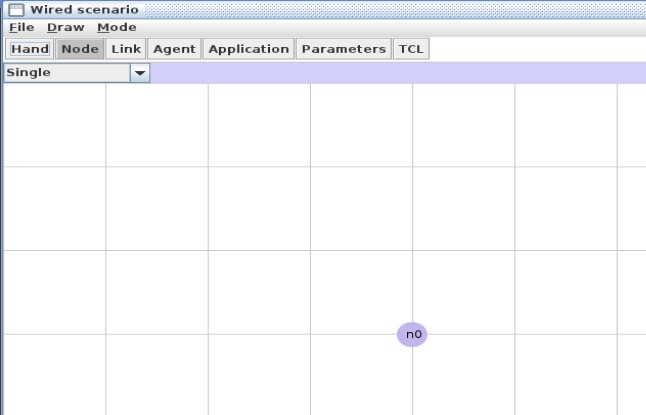 Wired scenario
File Draw Mode
Hand Node Link Agent Application Parameters TCL
Single
n0